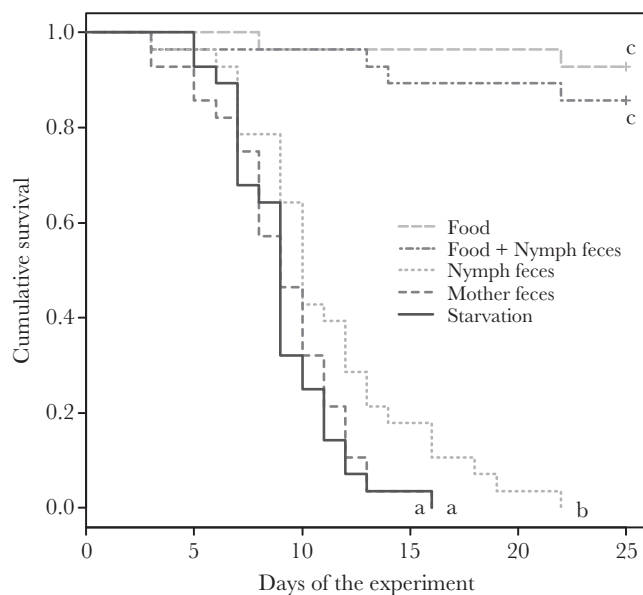 1.0
c
c
0.8
0.6
Food
Food + Nymph feces
Nymph feces
Mother feces
Starvation
0.4
0.2
0.0
a a b
Cumulative survival
0 5 10 15 20 25
Days of the experiment